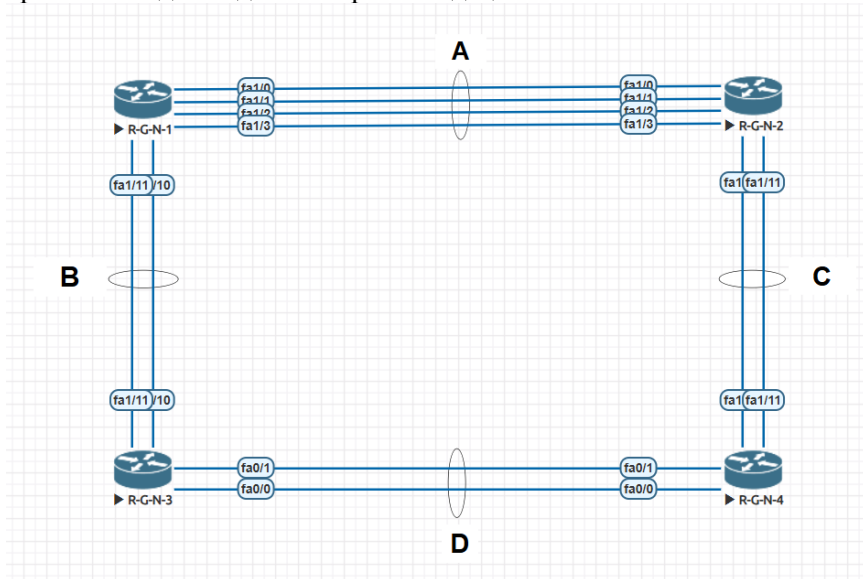 A
fa1/0 fa1/0
fa1/1 fa1/1
fa1/2 fa1/2
fa1/3 fa1/3
R-G-N-1 R-G-N-2
fa1/11 /10 fa1 fa1/11
B C
fa1/11 /10 fa1 fa1/11
fa0/1 fa0/1
fa0/0 fa0/0
R-G-N-3 R-G-N-4
D